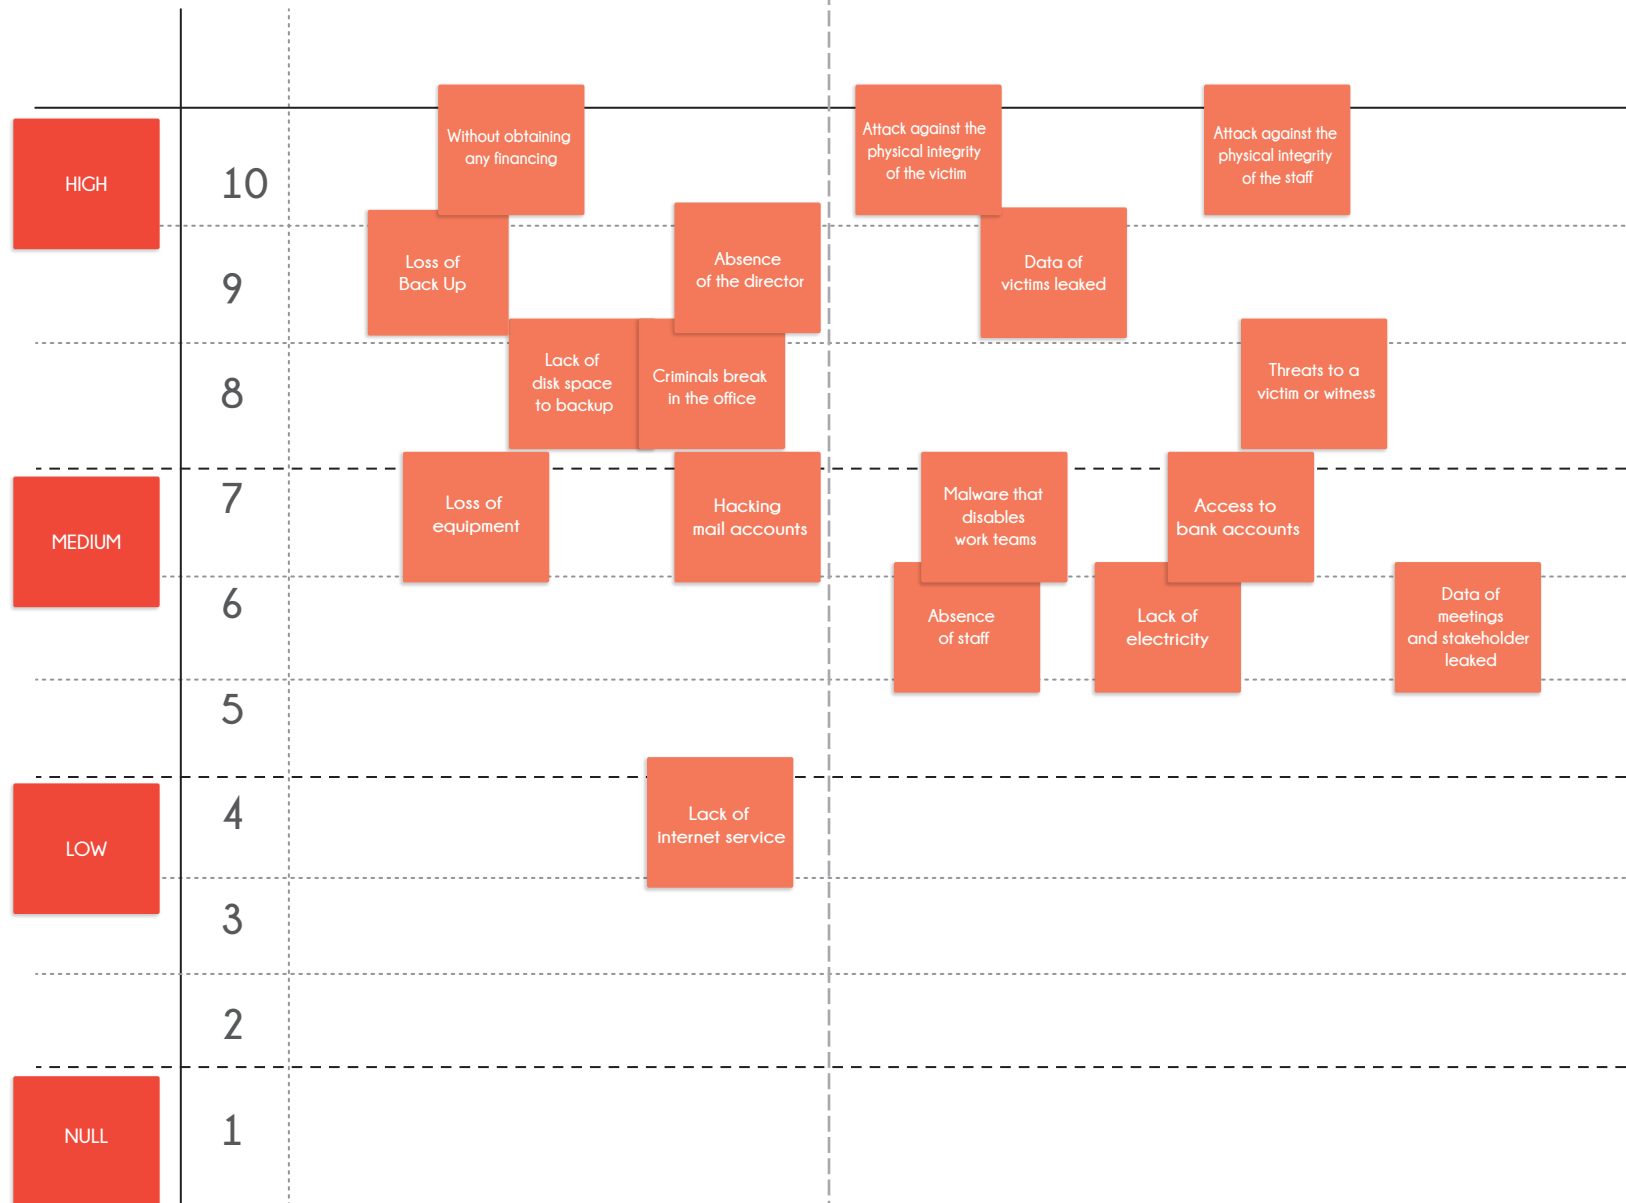 HIGH
10
Without obtaining
any financing
Attack against the
physical integrity
of the victim
Attack against the
physical integrity
of the staff
9
Loss of
Back Up
Absence
of the director
Data of
victims leaked
8
Lack of
disk space
to backup
Criminals break
in the office
Threats to a
victim or witness
MEDIUM
7
Loss of
equipment
Hacking
mail accounts
Malware that
disables
work teams
Access to
bank accounts
6
Absence
of staff
Lack of
electricity
Data of
meetings
and stakeholder
leaked
5
LOW
4
Lack of
internet service
3
2
NULL
1